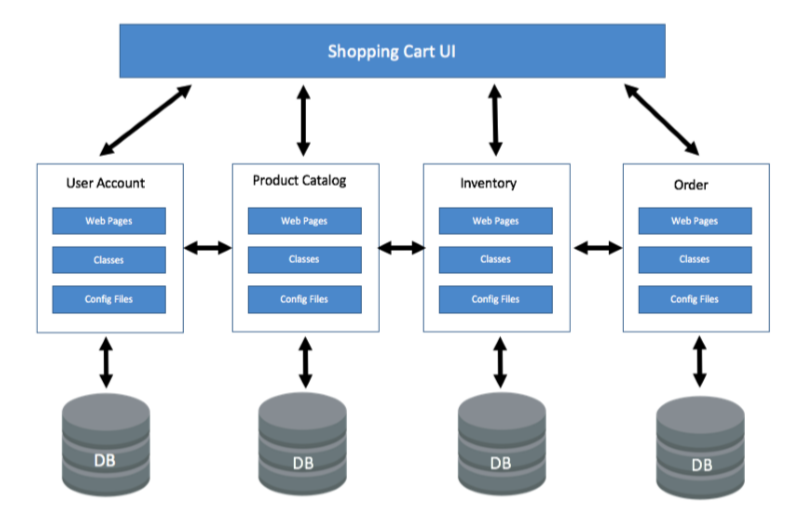 Shopping Cart UI
User Account
Web Pages
Classes
Config Files
Product Catalog
Web Pages
Classes
Config Files
Inventory
Web Pages
Classes
Config Files
Order
Web Pages
Classes
Config Files
DB
DB
DB
DB